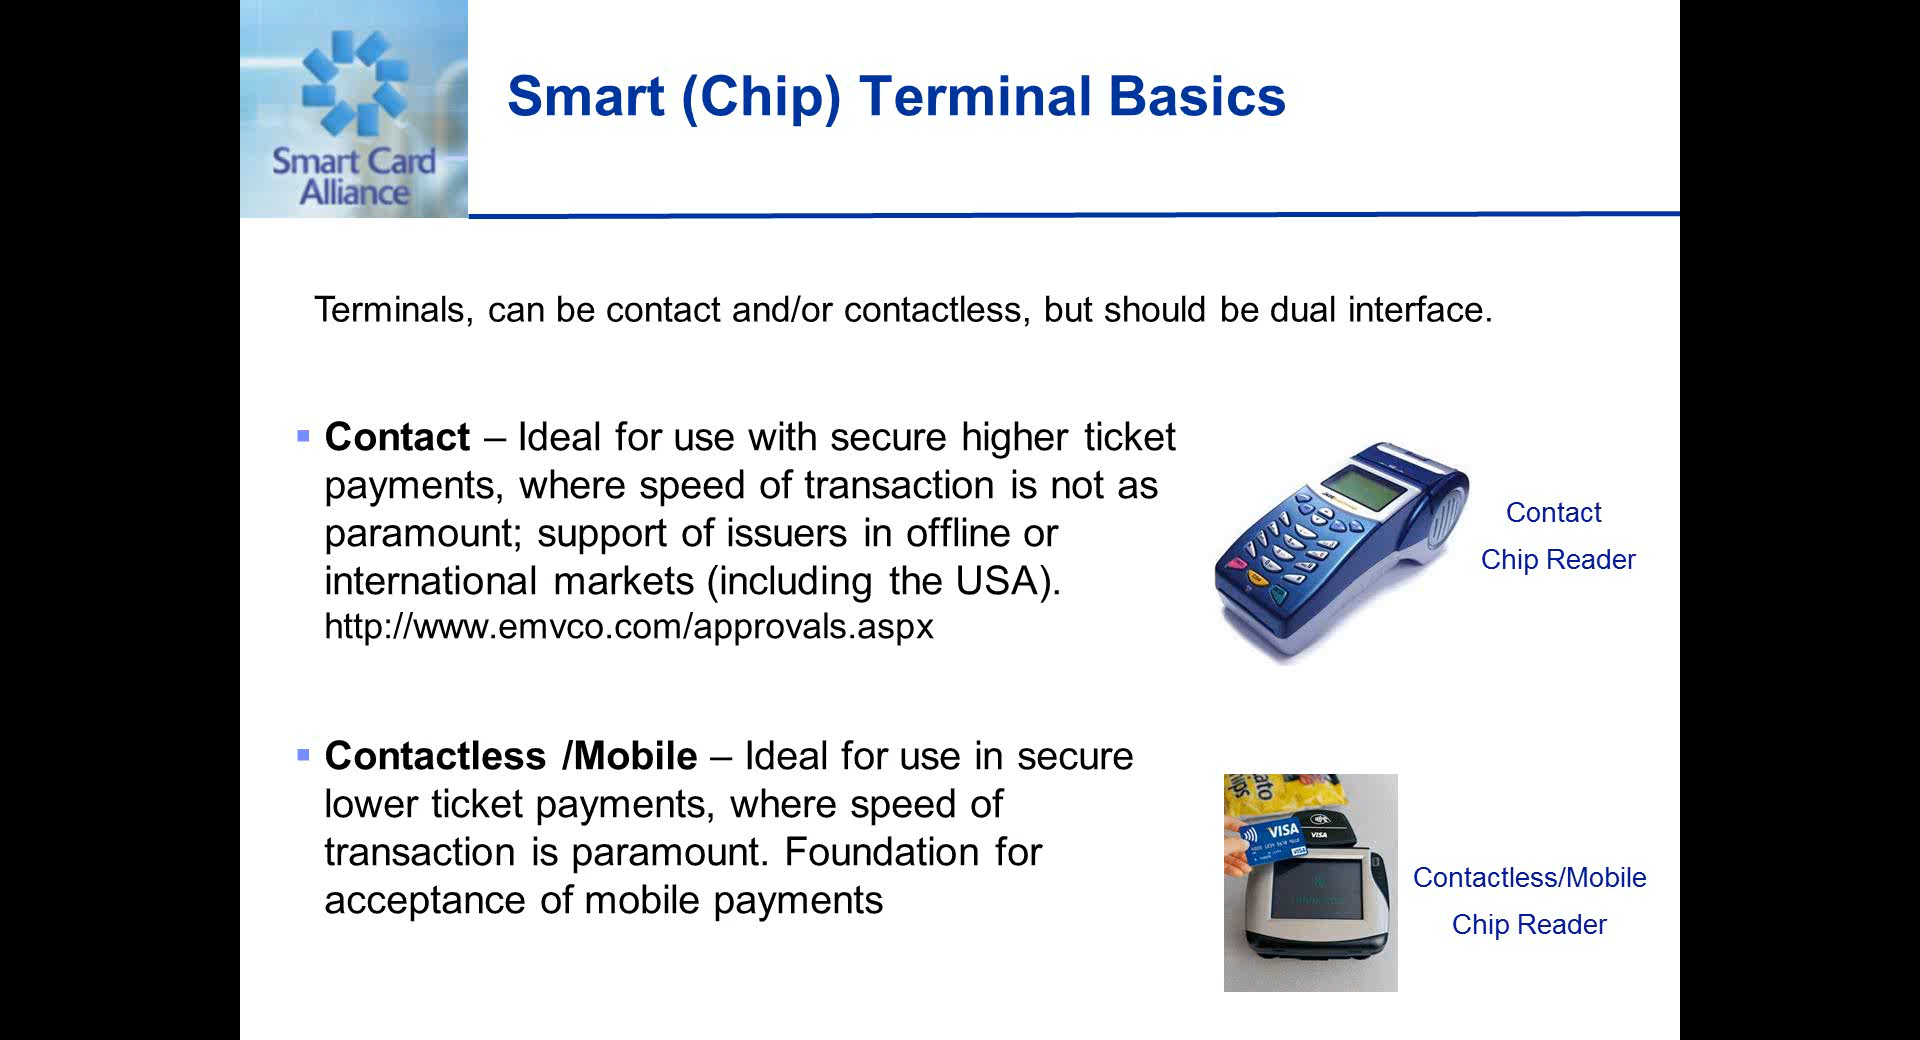 Smart Card
Alliance
Smart (Chip) Terminal Basics
Terminals, can be contact and/or contactless, but should be dual interface.
▪ Contact – Ideal for use with secure higher ticket
payments, where speed of transaction is not as
paramount; support of issuers in offline or
international markets (including the USA).
http://www.emvco.com/approvals.aspx
Contact
Chip Reader
▪ Contactless /Mobile – Ideal for use in secure
lower ticket payments, where speed of
transaction is paramount. Foundation for
acceptance of mobile payments
VISA
VISA
VISA
Contactless/Mobile
Chip Reader